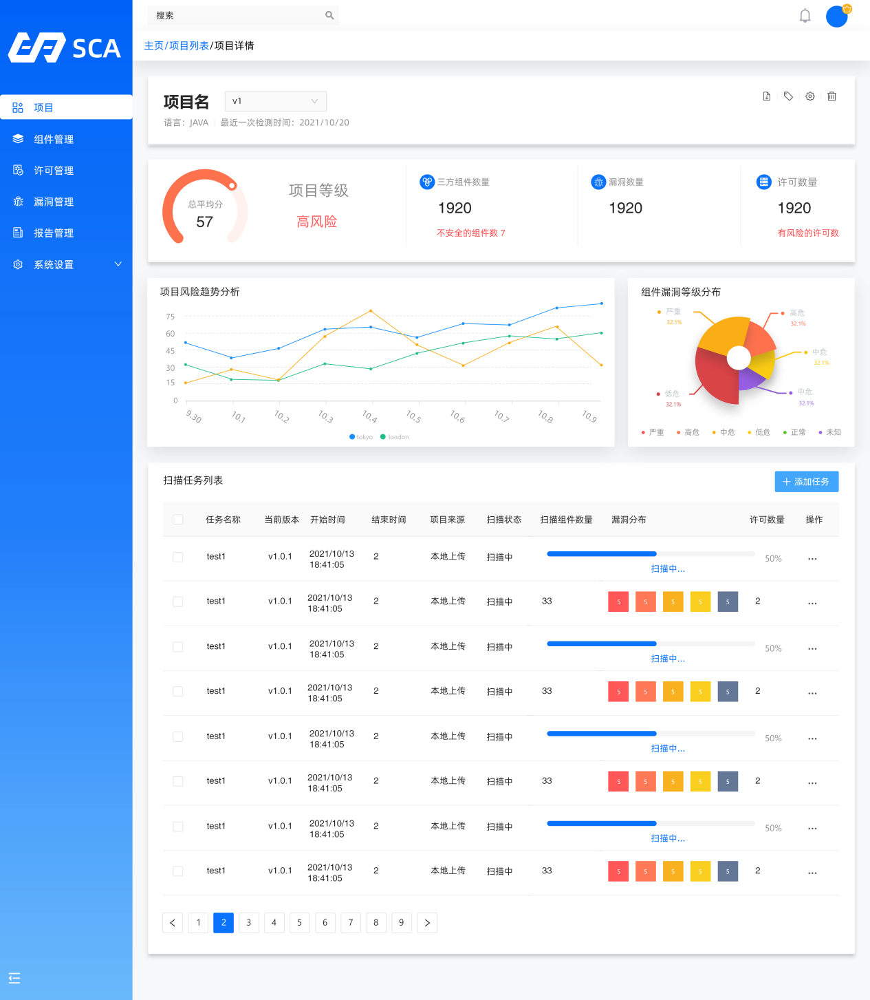 搜索
SCA
主页/项目列表/项目详情
项目
组件管理
许可管理
漏洞管理
报告管理
系统设置
项目名
v1
语言：JAVA
最近一次检测时间：2021/10/20
总平均分
57
项目等级
高风险
三方组件数量
1920
不安全的组件数 7
漏洞数量
1920
许可数量
1920
有风险的许可数
项目风险趋势分析
75
60
45
30
15
0
9.30
10.1
10.2
10.3
10.4
10.5
10.6
10.7
10.8
10.9
tokyo
london
组件漏洞等级分布
严重
32.1%
高危
32.1%
中危
32.1%
低危
32.1%
中危
32.1%
严重
高危
中危
低危
正常
未知
扫描任务列表
添加任务
任务名称 当前版本 开始时间 结束时间 项目来源 扫描状态 扫描组件数量 漏洞分布 许可数量 操作
test1 v1.0.1 2021/10/13 2 本地上传 扫描中 50% ...
18:41:05
扫描中...
test1 v1.0.1 2021/10/13 2 本地上传 扫描中 33 5 5 5 5 5 2 ...
18:41:05
test1 v1.0.1 2021/10/13 2 本地上传 扫描中 50% ...
18:41:05
扫描中...
test1 v1.0.1 2021/10/13 2 本地上传 扫描中 33 5 5 5 5 5 2 ...
18:41:05
test1 v1.0.1 2021/10/13 2 本地上传 扫描中 50% ...
18:41:05
扫描中...
test1 v1.0.1 2021/10/13 2 本地上传 扫描中 33 5 5 5 5 5 2 ...
18:41:05
test1 v1.0.1 2021/10/13 2 本地上传 扫描中 50% ...
18:41:05
扫描中...
test1 v1.0.1 2021/10/13 2 本地上传 扫描中 33 5 5 5 5 5 2 ...
18:41:05
1 2 3 4 5 6 7 8 9